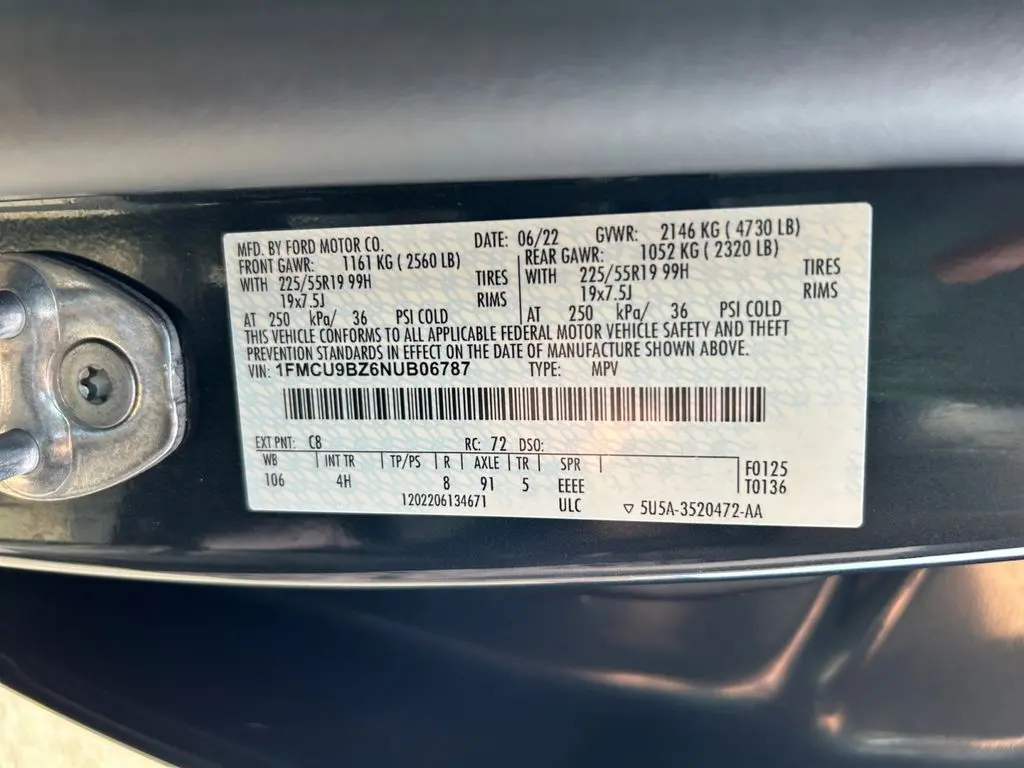 MFD. BY FORD MOTOR CO. DATE: 06/22 GVWR: 2146 KG ( 4730 LB)
FRONT GAWR: 1161 KG ( 2560 LB) REAR GAWR: 1052 KG ( 2320 LB)
WITH 225/55R19 99H TIRES WITH 225/55R19 99H TIRES
19x7.5J RIMS 19x7.5J RIMS
AT 250 kPa/ 36 PSI COLD AT 250 kPa/ 36 PSI COLD
THIS VEHICLE CONFORMS TO ALL APPLICABLE FEDERAL MOTOR VEHICLE SAFETY AND THEFT
PREVENTION STANDARDS IN EFFECT ON THE DATE OF MANUFACTURE SHOWN ABOVE.
VIN: 1FMCU9BZ6NUB06787 TYPE: MPV
EXT PNT: C8 RC: 72 DSO:
WB INT TR TP/PS R AXLE TR SPR F0125
106 4H 8 91 5 EEEE T0136
1202206134671 ULC ▽ 5U5A-3520472-AA